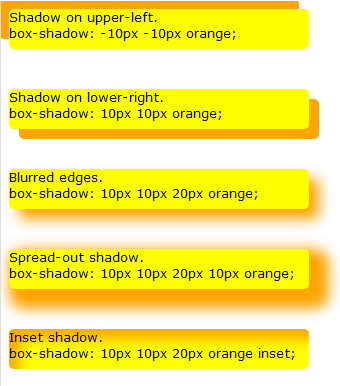 Shadow on upper-left.
box-shadow: -10px -10px orange;
Shadow on lower-right.
box-shadow: 10px 10px orange;
Blurred edges.
box-shadow: 10px 10px 20px orange;
Spread-out shadow.
box-shadow: 10px 10px 20px 10px orange;
Inset shadow.
box-shadow: 10px 10px 20px orange inset;